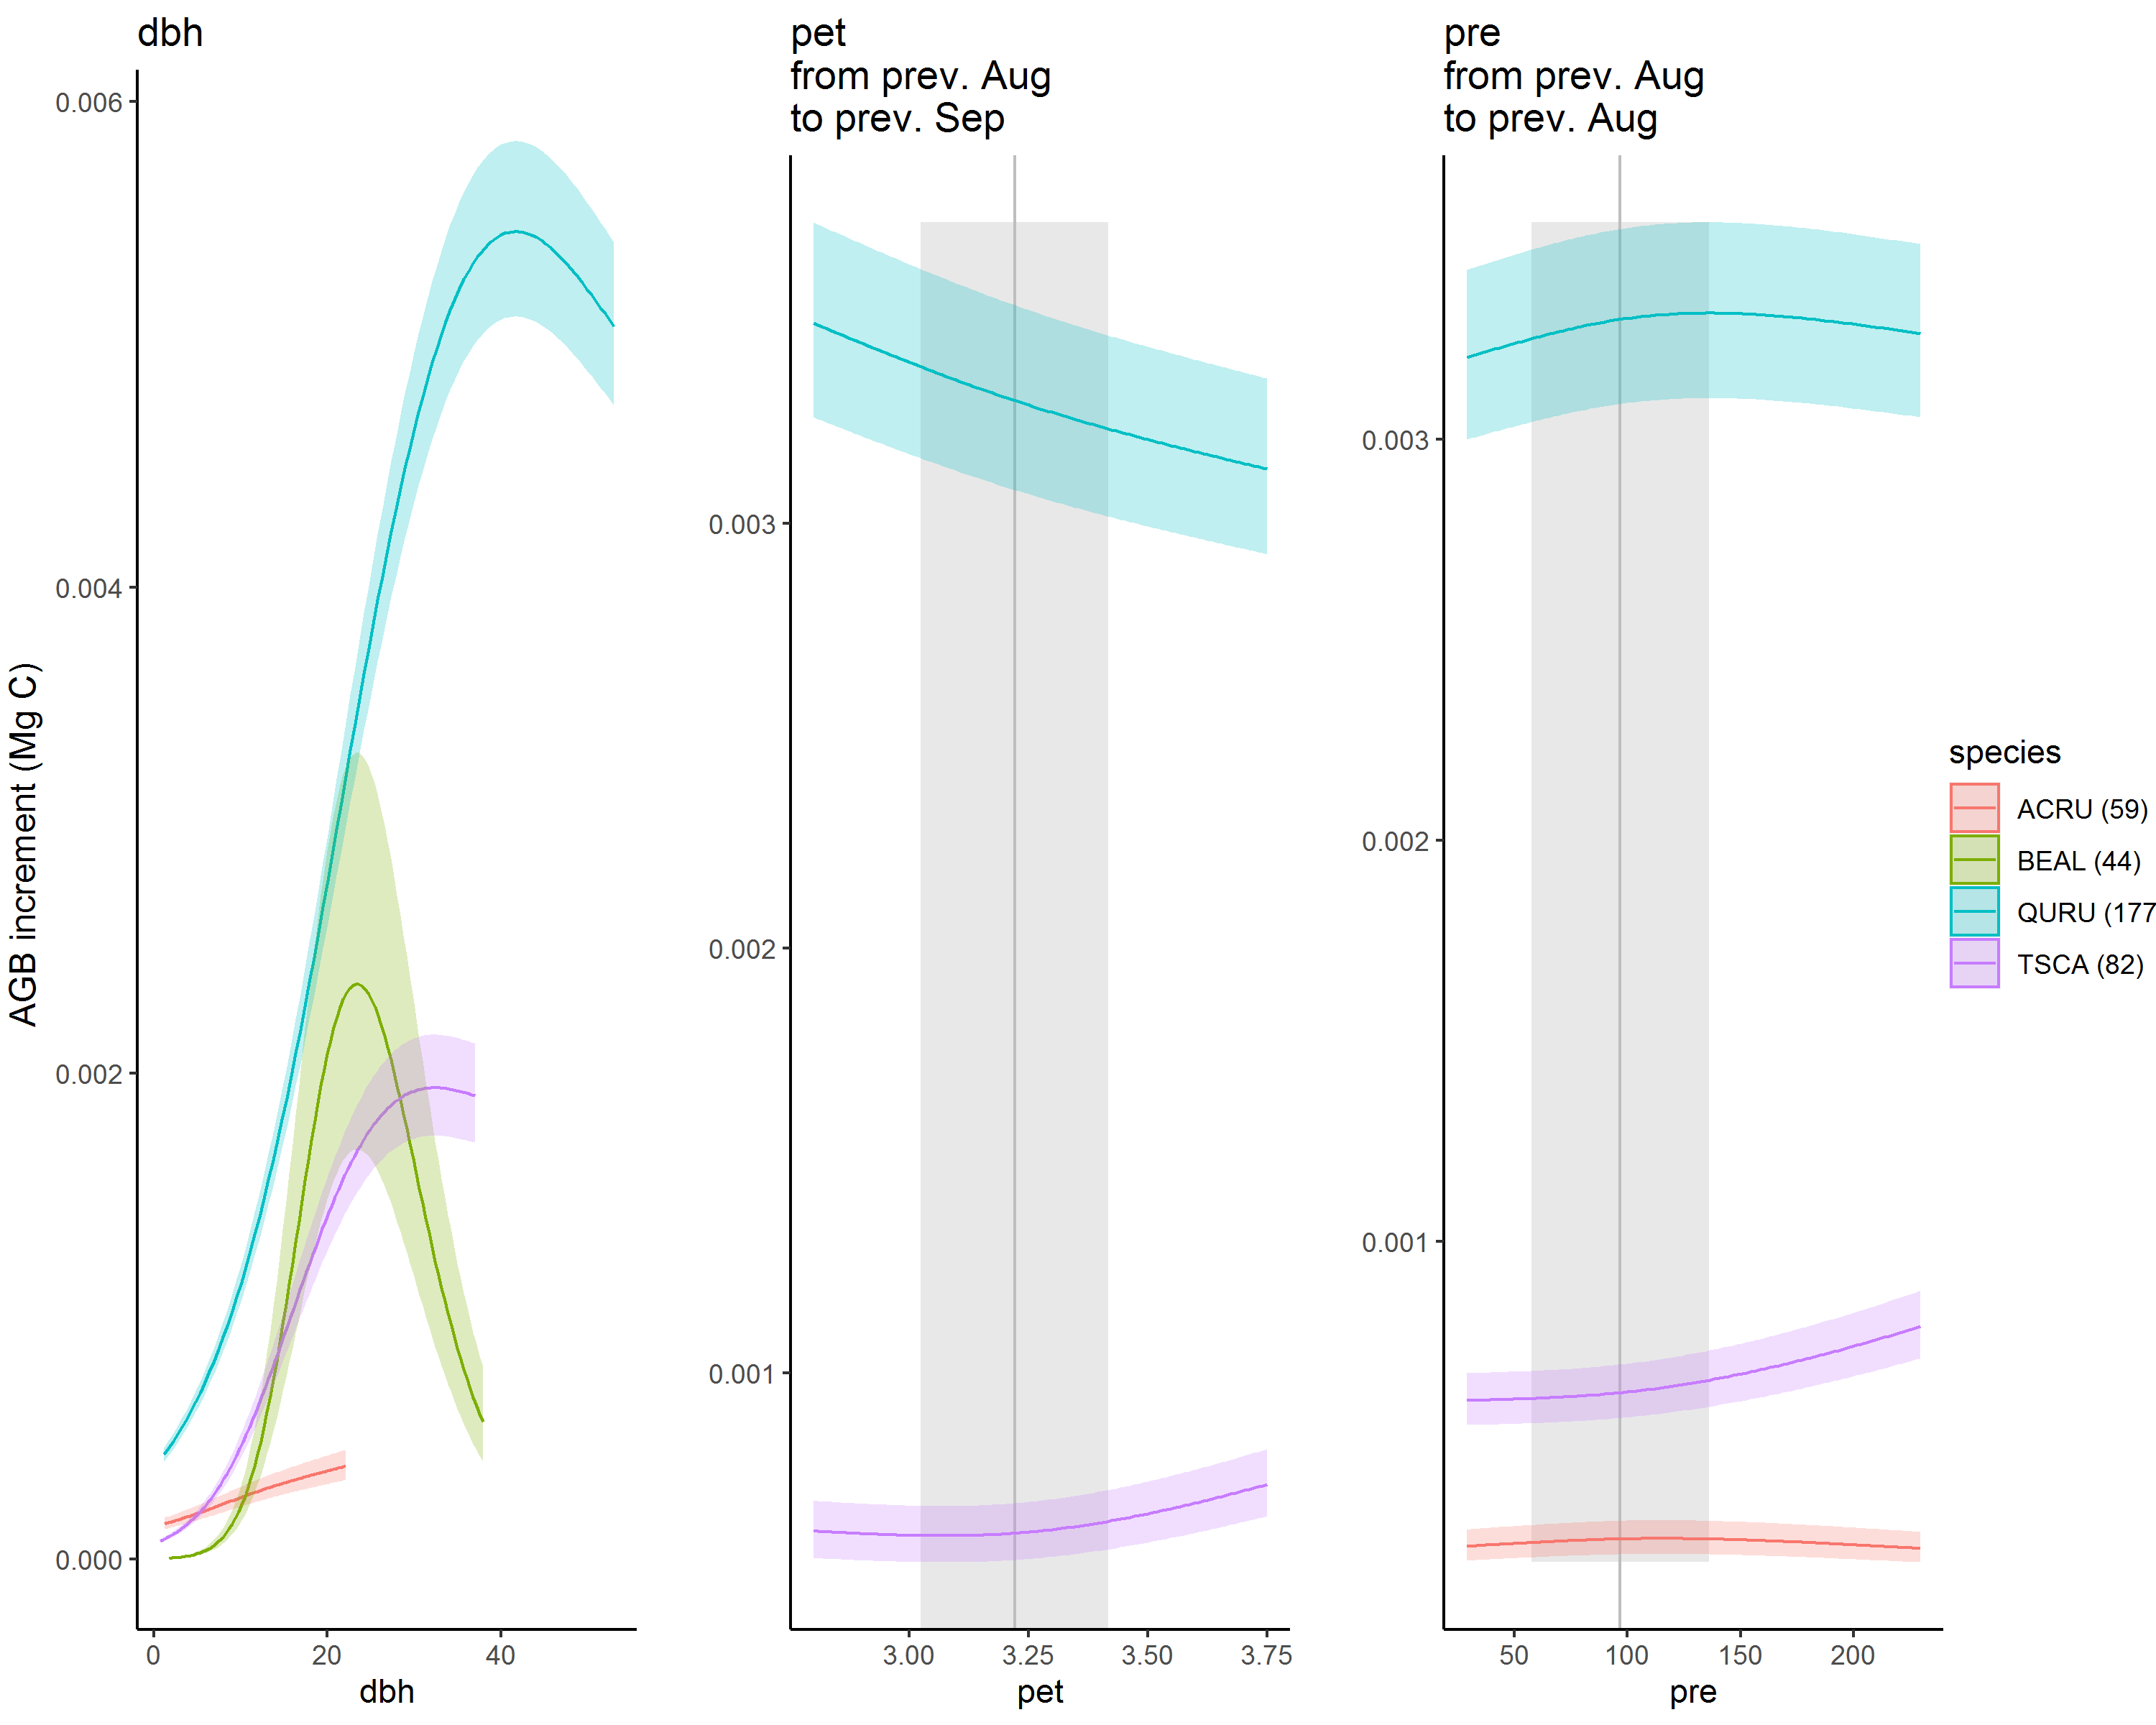 dbh
pet
from prev. Aug
to prev. Sep
pre
from prev. Aug
to prev. Aug
AGB increment (Mg C)
0.006
0.004
0.002
0.000
0 20 40
dbh
0.003
0.002
0.001
3.00 3.25 3.50 3.75
pet
0.003
0.002
0.001
50 100 150 200
pre
species
ACRU (59)
BEAL (44)
QURU (177
TSCA (82)